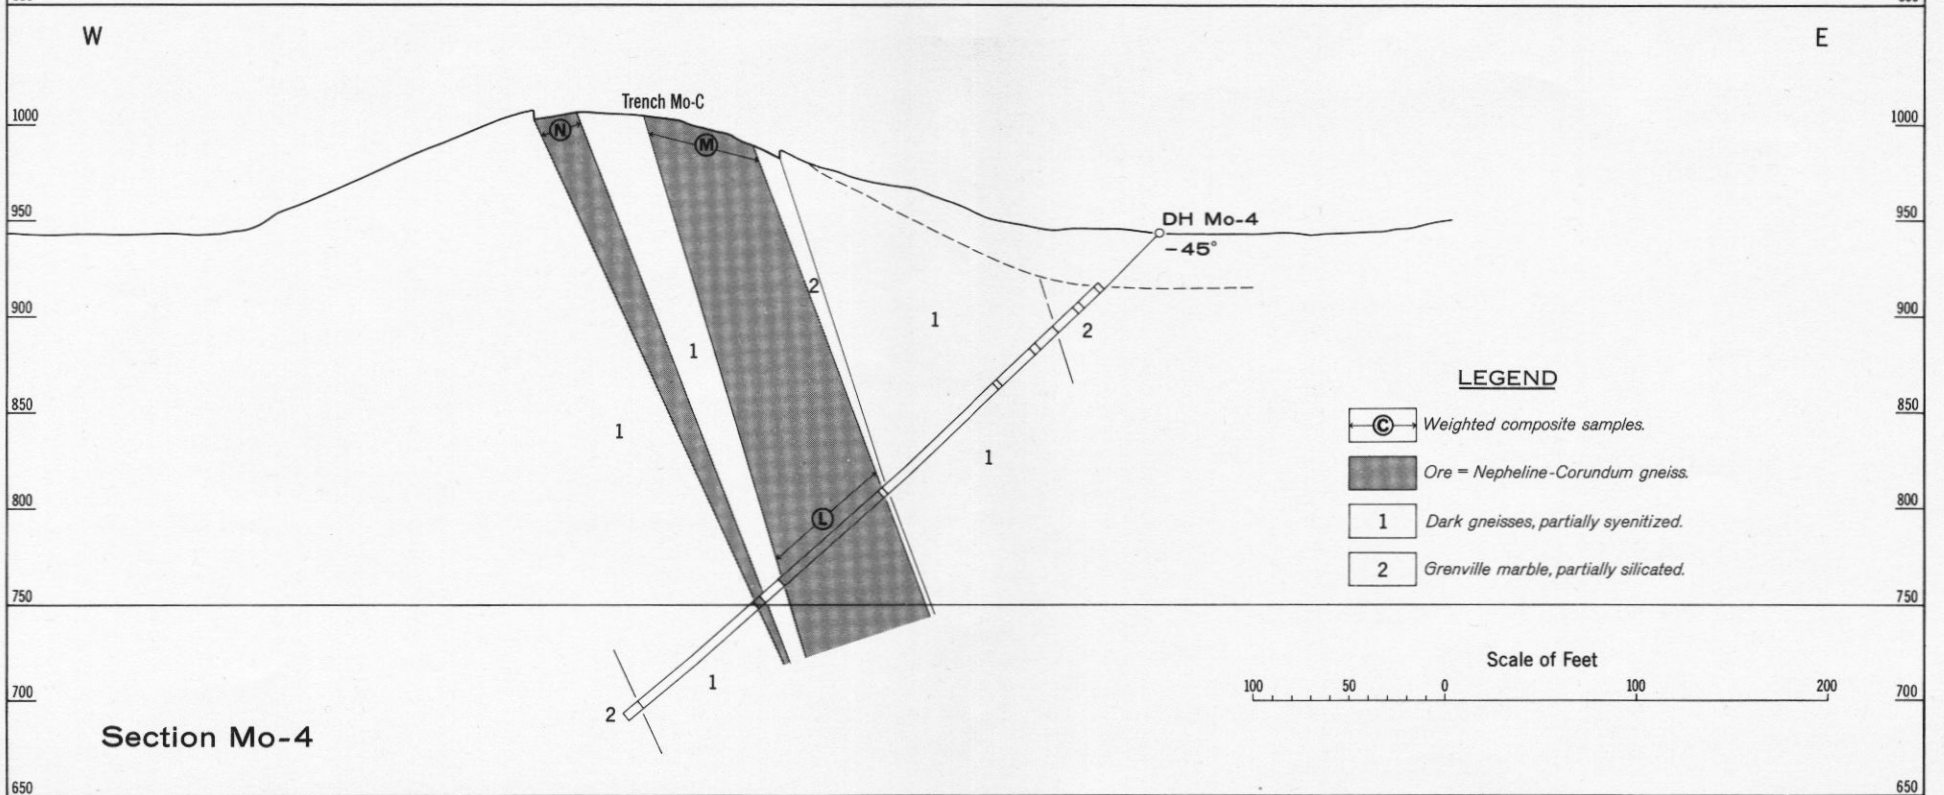 W
E
Trench Mo-C
1000
1000
N
M
950
950
DH Mo-4
-45°
2
900
900
1
2
1
LEGEND
850
850
C Weighted composite samples.
1
1
Ore = Nepheline-Corundum gneiss.
800
800
L
1 Dark gneisses, partially syenitized.
2 Grenville marble, partially silicated.
750
750
Scale of Feet
1
100 50 0 100 200
700
700
2
Section Mo-4
650
650